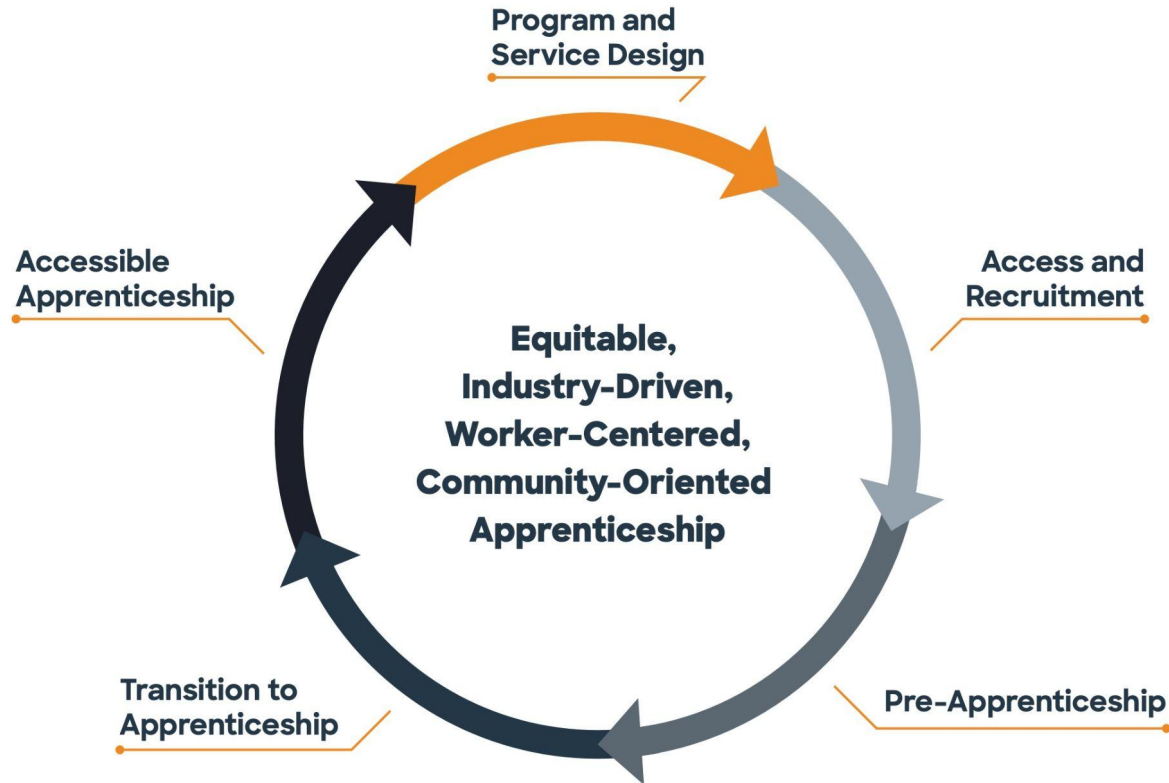 Program and
Service Design
Access and
Recruitment
Pre-Apprenticeship
Transition to
Apprenticeship
Accessible
Apprenticeship
Equitable,
Industry-Driven,
Worker-Centered,
Community-Oriented
Apprenticeship